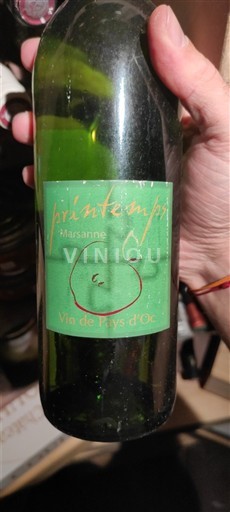 printemps
Marsanne
VINIOU
Vin de Pays d'Oc